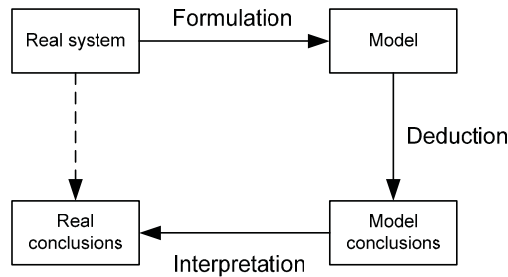 Formulation
Real system
Model
Deduction
Real
conclusions
Model
conclusions
Interpretation